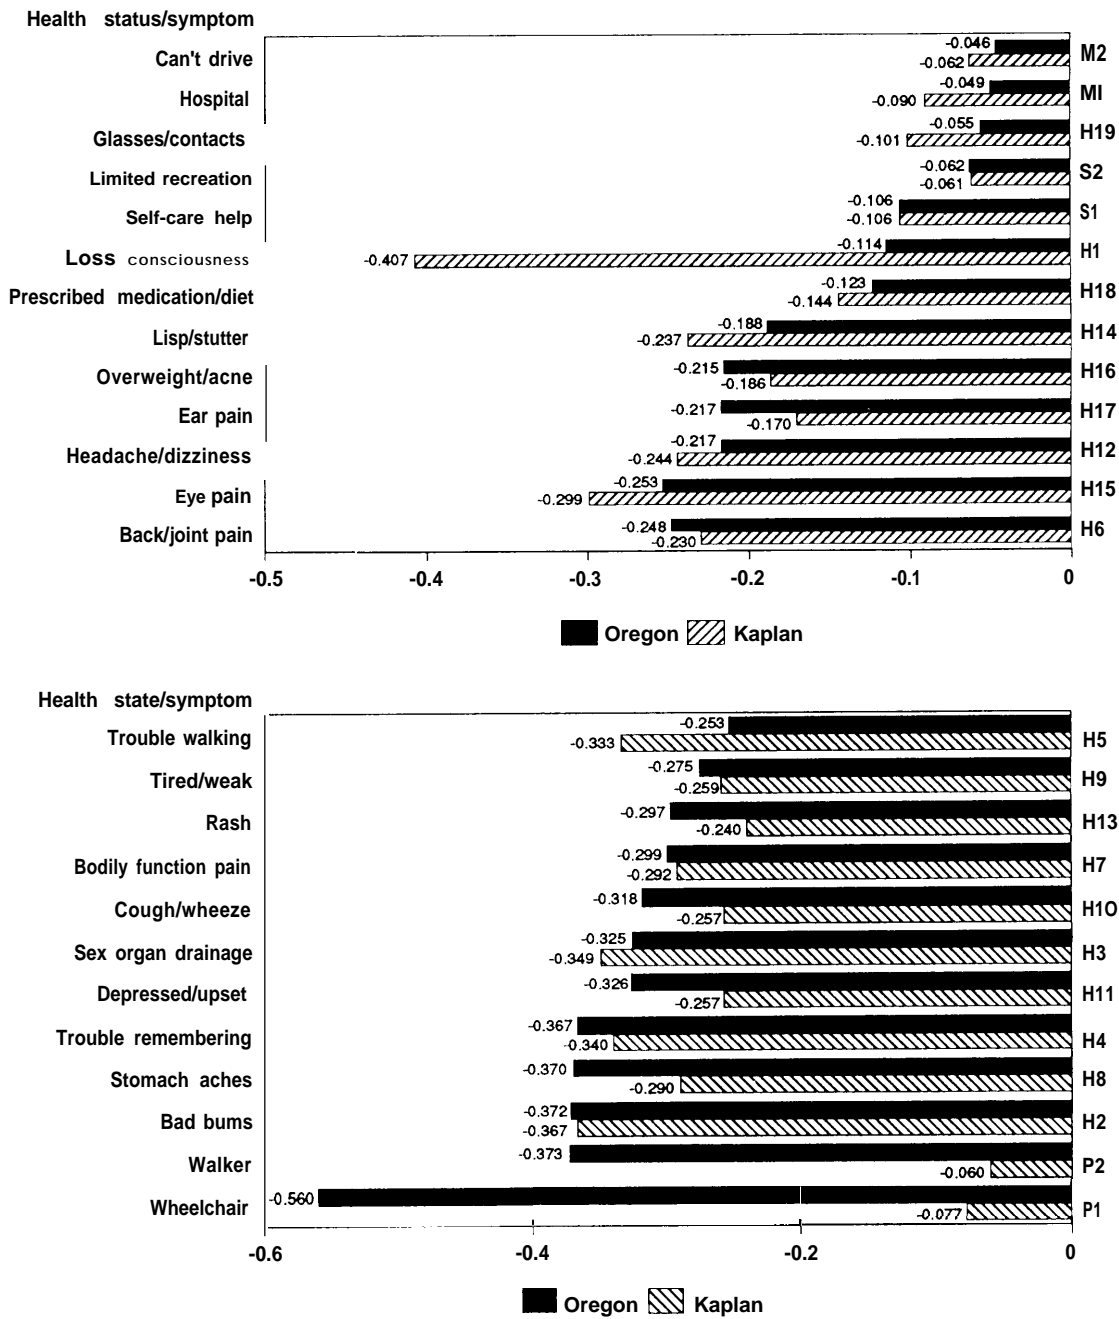 Health status/symptom
Can't drive -0.046 -0.062 M2
Hospital -0.049 -0.090 MI
Glasses/contacts -0.055 -0.101 H19
Limited recreation -0.062 -0.061 S2
Self-care help -0.106 -0.106 S1
Loss consciousness -0.114 -0.407 H1
Prescribed medication/diet -0.123 -0.144 H18
Lisp/stutter -0.188 -0.237 H14
Overweight/acne -0.215 -0.186 H16
Ear pain -0.217 -0.170 H17
Headache/dizziness -0.217 -0.244 H12
Eye pain -0.253 -0.299 H15
Back/joint pain -0.248 -0.230 H6
-0.5 -0.4 -0.3 -0.2 -0.1 0
Oregon Kaplan
Health state/symptom
Trouble walking -0.253 -0.333 H5
Tired/weak -0.275 -0.259 H9
Rash -0.297 -0.240 H13
Bodily function pain -0.299 -0.292 H7
Cough/wheeze -0.318 -0.257 H1O
Sex organ drainage -0.325 -0.349 H3
Depressed/upset -0.326 -0.257 H11
Trouble remembering -0.367 -0.340 H4
Stomach aches -0.370 -0.290 H8
Bad bums -0.372 -0.367 H2
Walker -0.373 -0.060 P2
Wheelchair -0.560 -0.077 P1
-0.6 -0.4 -0.2 0
Oregon Kaplan